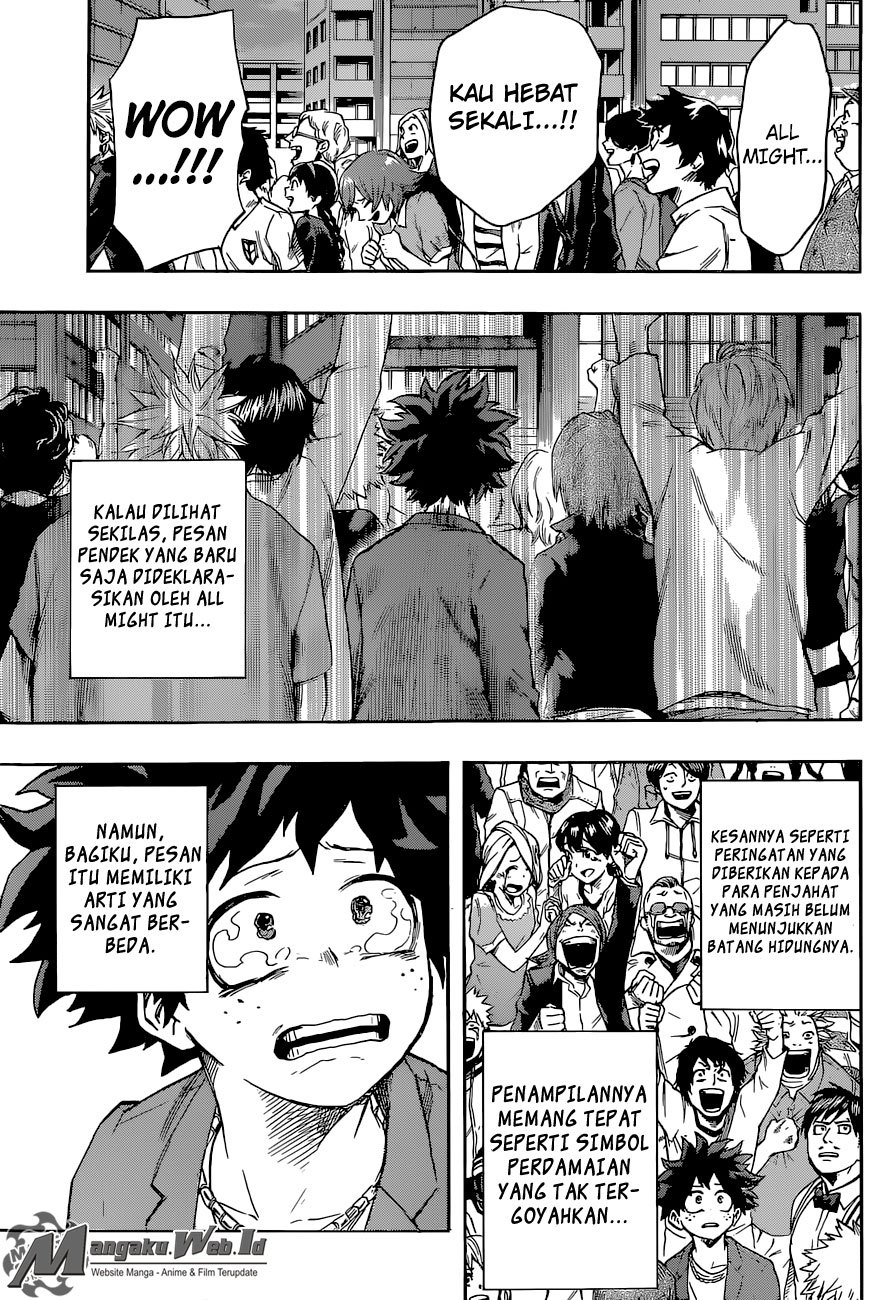 ALL
MIGHT...
KAU HEBAT
SEKALI...!!
WOW
...!!!
KALAU DILIHAT
SEKILAS, PESAN
PENDEK YANG BARU
SAJA DIDEKLARA-
SIKAN OLEH ALL
MIGHT ITU...
KESANNYA SEPERTI
PERINGATAN YANG
DIBERIKAN KEPADA
PARA PENJAHAT
YANG MASIH BELUM
MENUNJUKKAN
BATANG HIDUNGNYA.
PENAMPILANNYA
MEMANG TEPAT
SEPERTI SIMBOL
PERDAMAIAN
YANG TAK TER-
GOYAHKAN...
NAMUN,
BAGIKU, PESAN
ITU MEMILIKI
ARTI YANG
SANGAT BER-
BEDA.
Mangaku.Web.Id
Website Manga - Anime & Film Terupdate